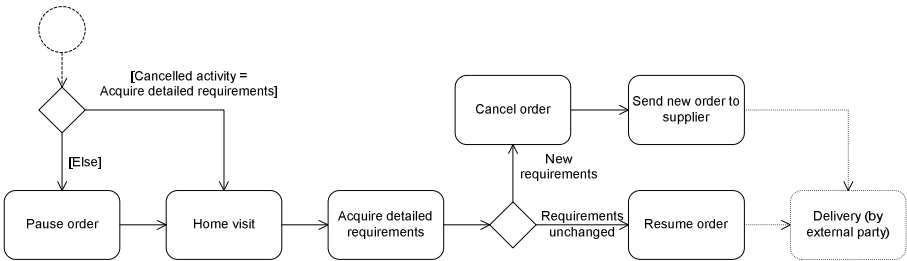 [Cancelled activity =
Acquire detailed requirements]
[Else]
Pause order
Home visit
Acquire detailed
requirements
Cancel order
New
requirements
Send new order to
supplier
Requirements
unchanged
Resume order
Delivery (by
external party)